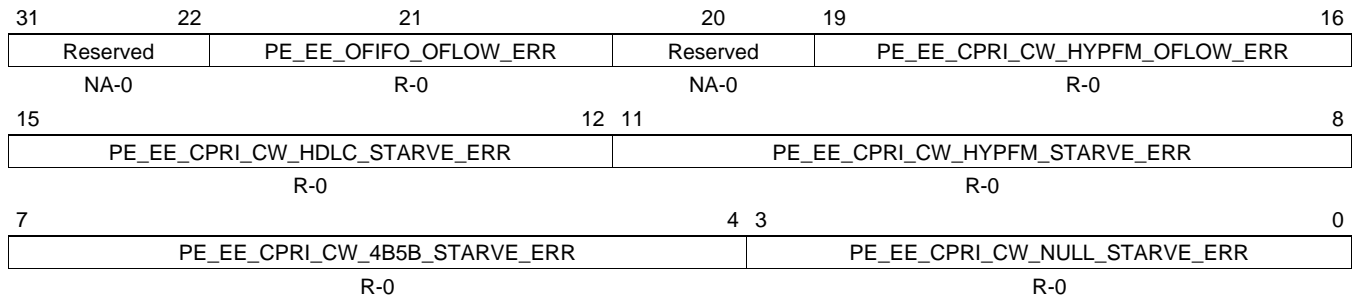 31 22 21 20 19 16
Reserved PE_EE_OFIFO_OFLOW_ERR Reserved PE_EE_CPRI_CW_HYPFM_OFLOW_ERR
NA-0 R-0 NA-0 R-0
15 12 11 8
PE_EE_CPRI_CW_HDLC_STARVE_ERR PE_EE_CPRI_CW_HYPFM_STARVE_ERR
R-0 R-0
7 4 3 0
PE_EE_CPRI_CW_4B5B_STARVE_ERR PE_EE_CPRI_CW_NULL_STARVE_ERR
R-0 R-0